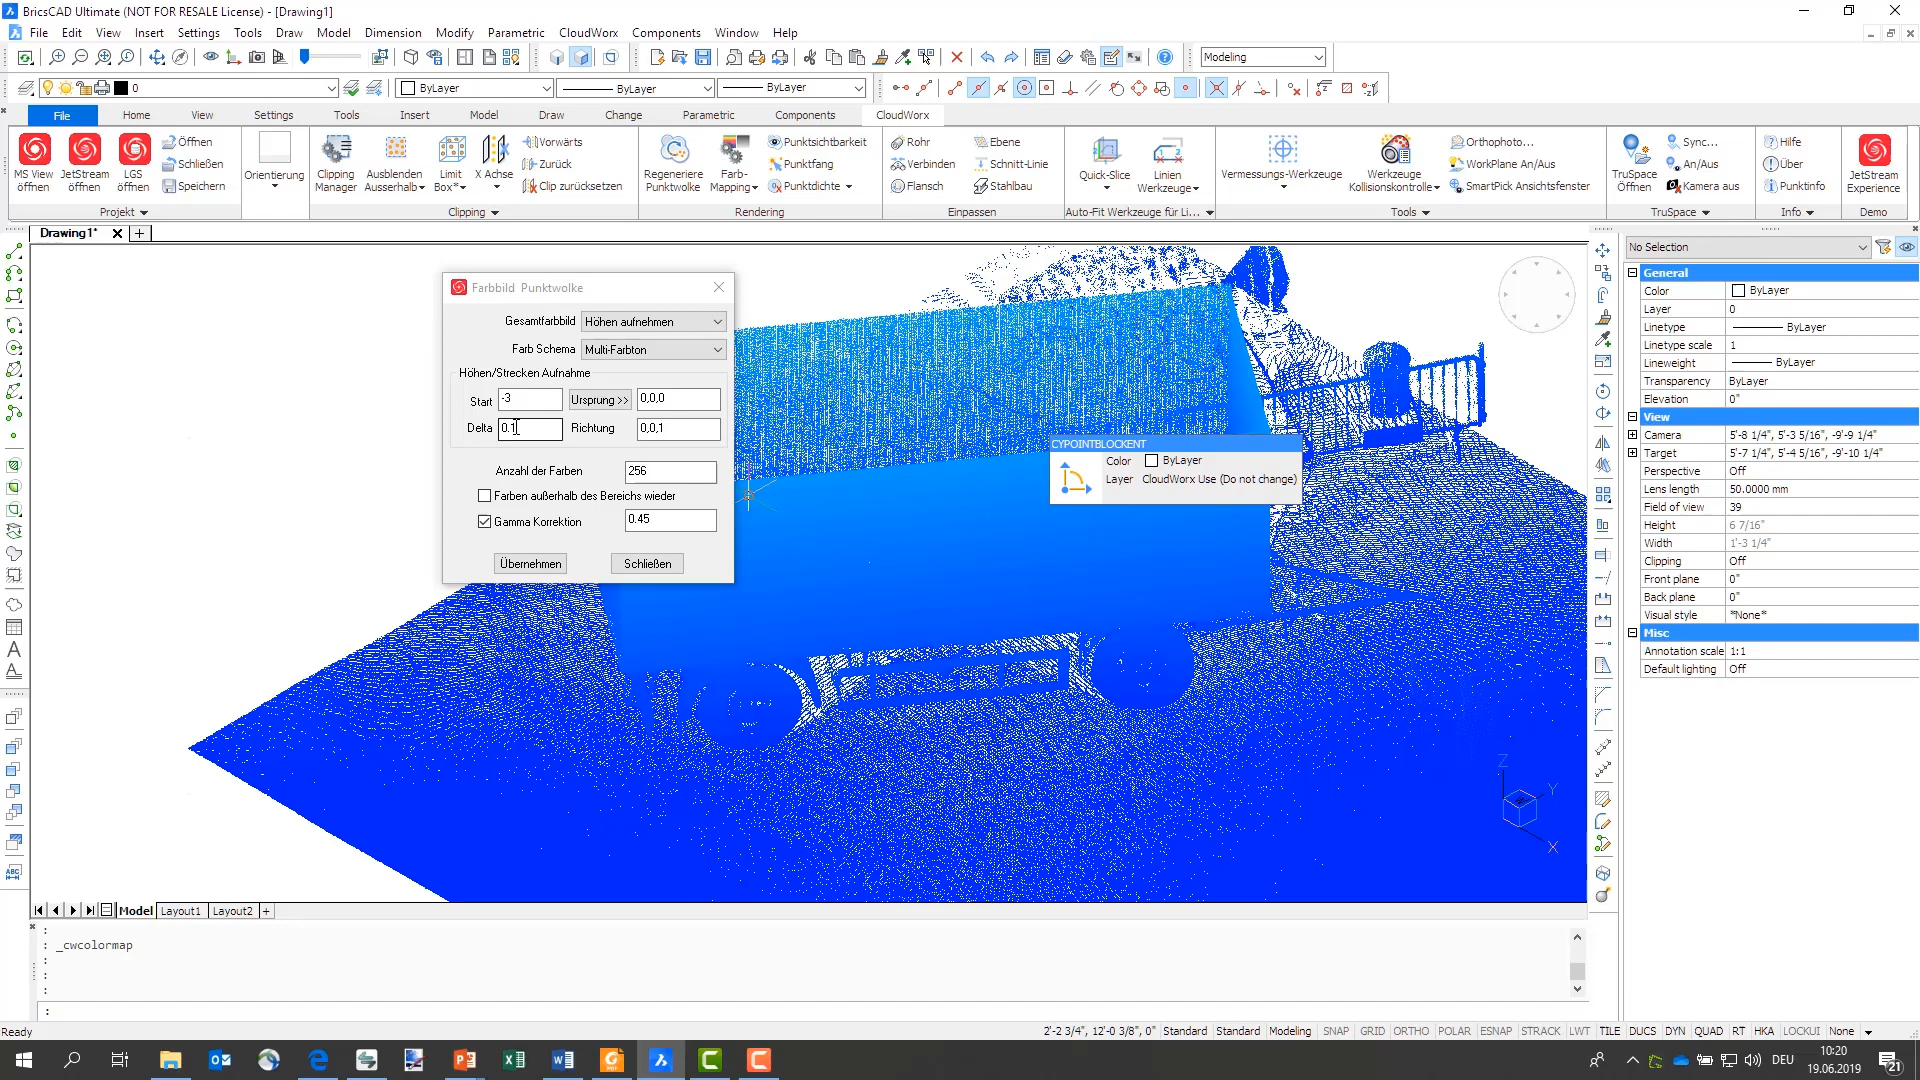 BricsCAD Ultimate (NOT FOR RESALE License) - [Drawing1]
File Edit View Insert Settings Tools Draw Model Dimension Modify Parametric CloudWorx Components Window Help
Modeling
0 ByLayer ByLayer ByLayer
File Home View Settings Tools Insert Model Draw Change Parametric Components CloudWorx
MS View öffnen
JetStream öffnen
LGS öffnen
Öffnen
Schließen
Speichern
Projekt
Orientierung
Clipping Manager
Ausblenden Ausserhalb
Limit Box*
X Achse
Vorwärts
Zurück
Clip zurücksetzen
Clipping
Regeneriere Punktwolke
Farb-Mapping
Punktsichtbarkeit
Punktfang
Punktdichte
Rendering
Rohr
Verbinden
Flansch
Ebene
Schnitt-Linie
Stahlbau
Einpassen
Quick-Slice
Linien Werkzeuge
Auto-Fit Werkzeuge für Li...
Vermessungs-Werkzeuge
Werkzeuge Kollisionskontrolle
Orthophoto...
WorkPlane An/Aus
SmartPick Ansichtsfenster
Tools
TruSpace Öffnen
Sync...
An/Aus
Kamera aus
TruSpace
Hilfe
Über
Punktinfo
Info
JetStream Experience
Demo
Drawing1*
Farbbild Punktwolke
Gesamtfarbbild Höhen aufnehmen
Farb Schema Multi-Farbton
Höhen/Strecken Aufnahme
Start -3 Ursprung >> 0,0,0
Delta 0.1 Richtung 0,0,1
Anzahl der Farben 256
Farben außerhalb des Bereichs wieder
Gamma Korrektion 0.45
Übernehmen Schließen
CYPOINTBLOCKENT
Color ByLayer
Layer CloudWorx Use (Do not change)
Z
Y
X
No Selection
General
Color ByLayer
Layer 0
Linetype ByLayer
Linetype scale 1
Lineweight ByLayer
Transparency ByLayer
Elevation 0"
View
Camera 5'-8 1/4", 5'-3 5/16", -9'-9 1/4"
Target 5'-7 1/4", 5'-4 5/16", -9'-10 1/4"
Perspective Off
Lens length 50.0000 mm
Field of view 39
Height 6 7/16"
Width 1'-3 1/4"
Clipping Off
Front plane 0"
Back plane 0"
Visual style *None*
Misc
Annotation scale 1:1
Default lighting Off
A
A
ABC
Model Layout1 Layout2 +
:
: _cwcolormap
:
:
:
:
Ready
2'-2 3/4", 12'-0 3/8", 0" Standard Standard Modeling SNAP GRID ORTHO POLAR ESNAP STRACK LWT TILE DUCS DYN QUAD RT HKA LOCKUI None
DEU
10:20
19.06.2019
21